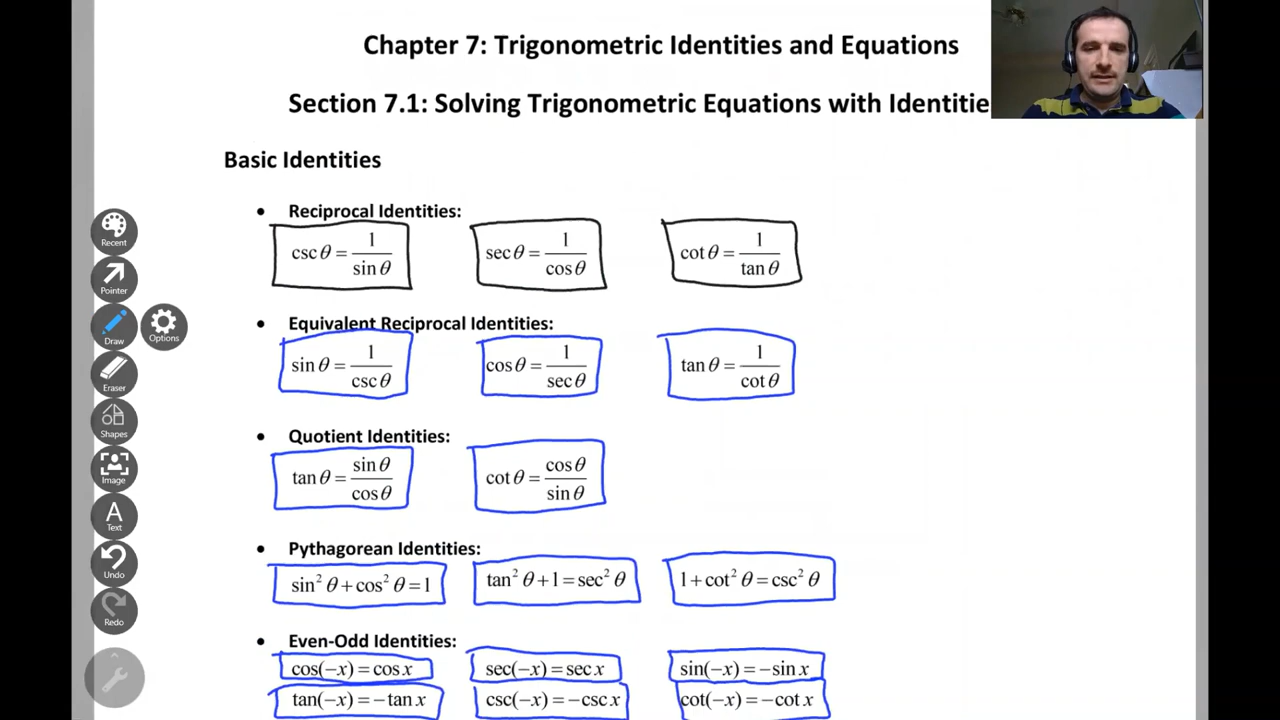 Chapter 7: Trigonometric Identities and Equations
Section 7.1: Solving Trigonometric Equations with Identitie
Basic Identities
• Reciprocal Identities:
cscθ = 1/sinθ secθ = 1/cosθ cotθ = 1/tanθ
• Equivalent Reciprocal Identities:
sinθ = 1/cscθ cosθ = 1/secθ tanθ = 1/cotθ
• Quotient Identities:
tanθ = sinθ/cosθ cotθ = cosθ/sinθ
• Pythagorean Identities:
sin²θ + cos²θ = 1 tan²θ + 1 = sec²θ 1 + cot²θ = csc²θ
• Even-Odd Identities:
cos(−x) = cos x sec(−x) = sec x sin(−x) = −sin x
tan(−x) = −tan x csc(−x) = −csc x cot(−x) = −cot x
Recent
Pointer
Draw
Options
Eraser
Shapes
Image
A
Text
Undo
Redo